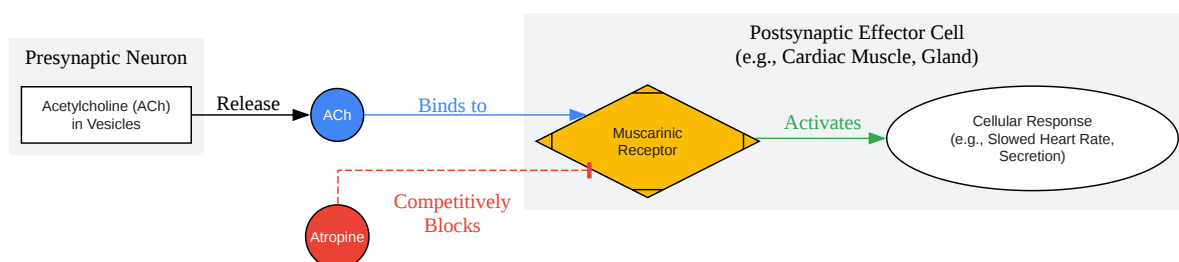 Presynaptic Neuron
Acetylcholine (ACh)
in Vesicles
Release
ACh
Binds to
Atropine
Competitively
Blocks
Postsynaptic Effector Cell
(e.g., Cardiac Muscle, Gland)
Muscarinic
Receptor
Activates
Cellular Response
(e.g., Slowed Heart Rate,
Secretion)